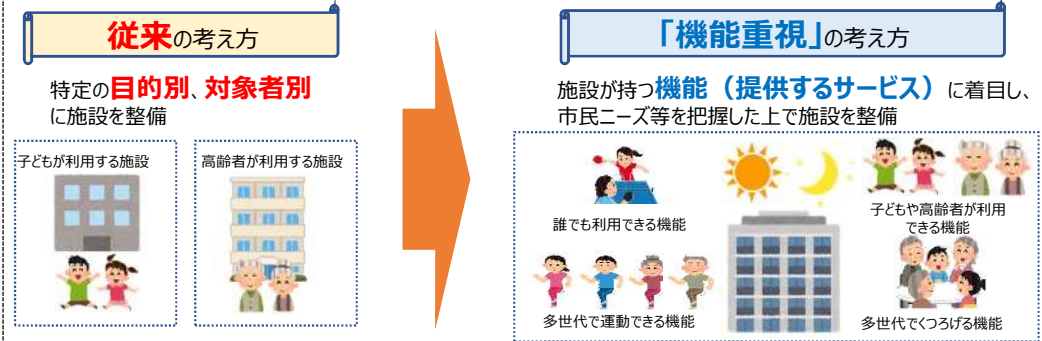 従来の考え方
特定の目的別、対象者別
に施設を整備
子どもが利用する施設
高齢者が利用する施設
「機能重視」の考え方
施設が持つ機能（提供するサービス）に着目し、
市民ニーズ等を把握した上で施設を整備
誰でも利用できる機能
子どもや高齢者が利用
できる機能
多世代で運動できる機能
多世代でくつろげる機能